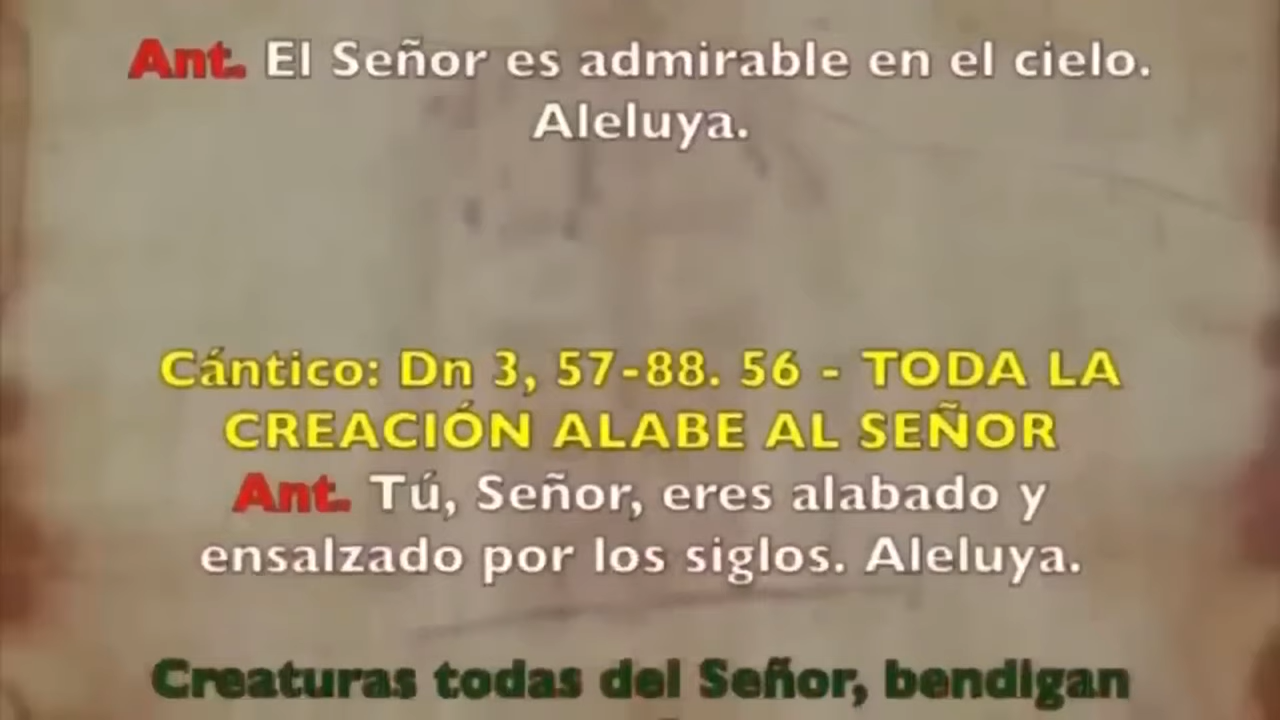 Ant. El Señor es admirable en el cielo.
Aleluya.
Cántico: Dn 3, 57-88. 56 - TODA LA
CREACIÓN ALABE AL SEÑOR
Ant. Tú, Señor, eres alabado y
ensalzado por los siglos. Aleluya.
Creaturas todas del Señor, bendigan